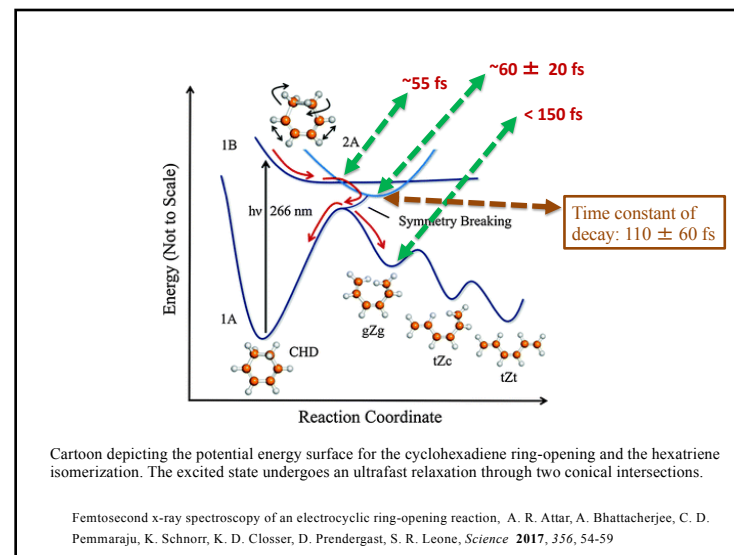 ~55 fs
~60 ± 20 fs
< 150 fs
1B
2A
hν 266 nm
Symmetry Breaking
Time constant of
decay: 110 ± 60 fs
Energy (Not to Scale)
1A
CHD
gZg
tZc
tZt
Reaction Coordinate
Cartoon depicting the potential energy surface for the cyclohexadiene ring-opening and the hexatriene
isomerization. The excited state undergoes an ultrafast relaxation through two conical intersections.
Femtosecond x-ray spectroscopy of an electrocyclic ring-opening reaction, A. R. Attar, A. Bhattacherjee, C. D.
Pemmaraju, K. Schnorr, K. D. Closser, D. Prendergast, S. R. Leone, Science 2017, 356, 54-59